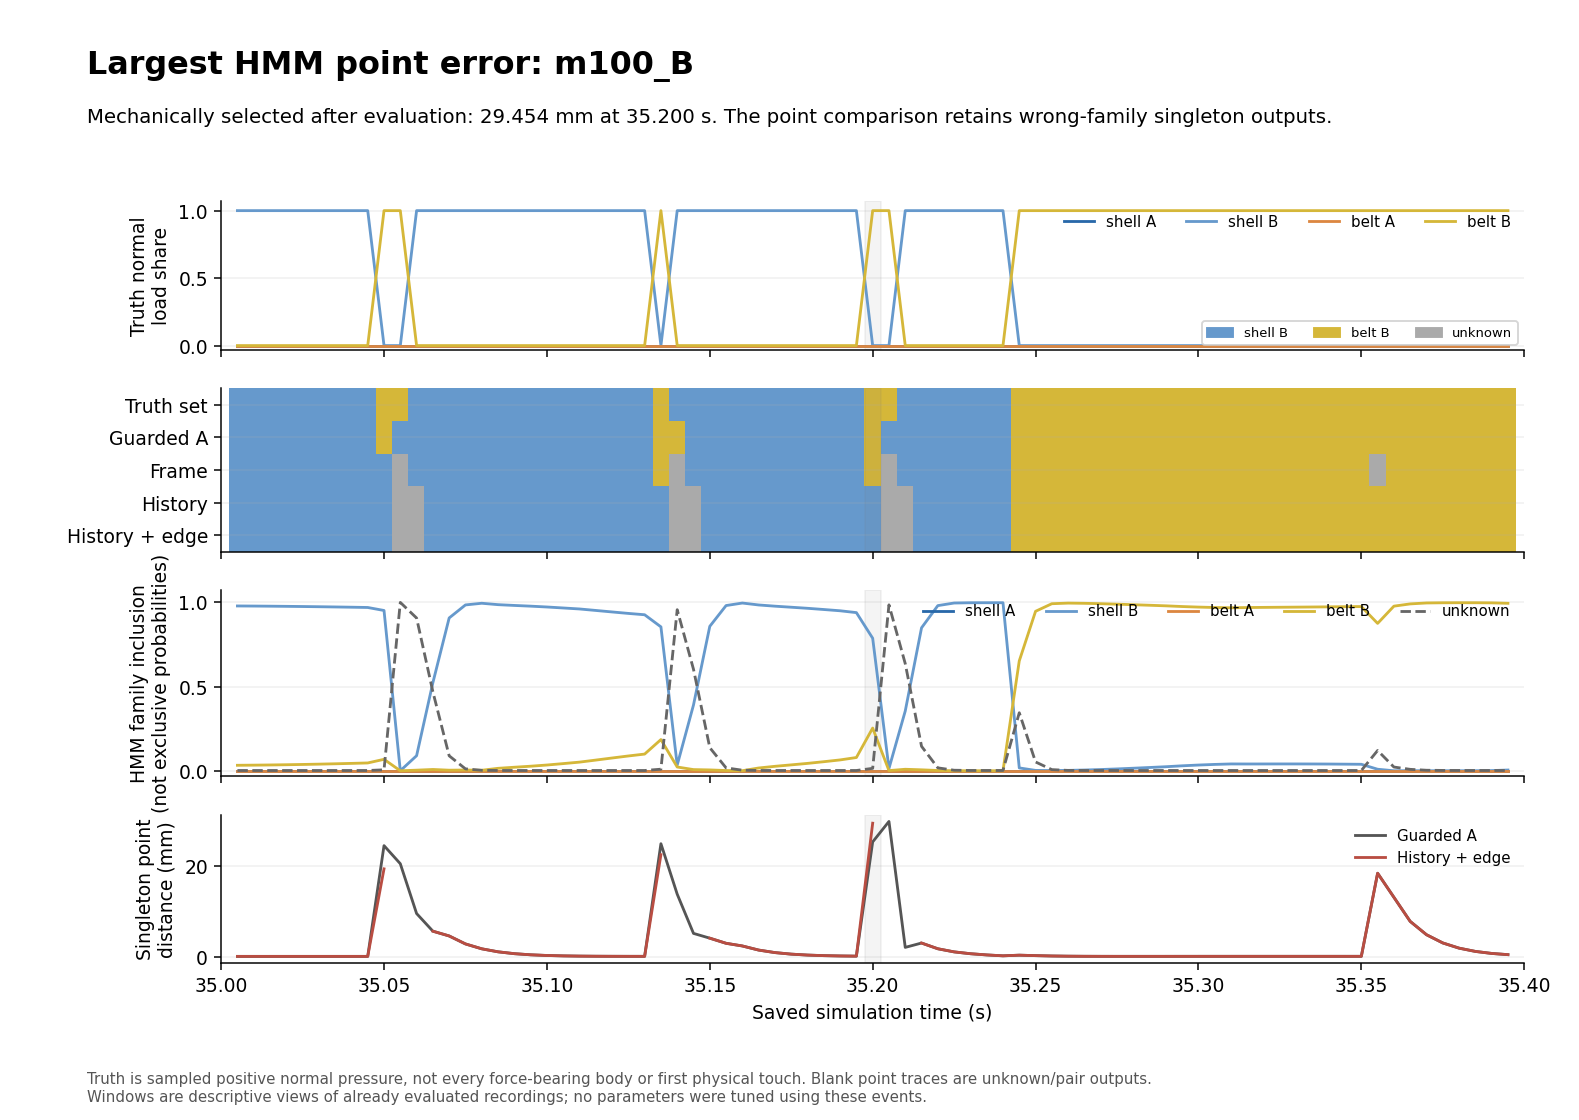 Largest HMM point error: m100_B
Mechanically selected after evaluation: 29.454 mm at 35.200 s. The point comparison retains wrong-family singleton outputs.
Truth normal
load share
1.0
0.5
0.0
shell A
shell B
belt A
belt B
shell B
belt B
unknown
Truth set
Guarded A
Frame
History
History + edge
HMM family inclusion
(not exclusive probabilities)
1.0
0.5
0.0
shell A
shell B
belt A
belt B
unknown
Singleton point
distance (mm)
20
0
Guarded A
History + edge
35.00
35.05
35.10
35.15
35.20
35.25
35.30
35.35
35.40
Saved simulation time (s)
Truth is sampled positive normal pressure, not every force-bearing body or first physical touch. Blank point traces are unknown/pair outputs.
Windows are descriptive views of already evaluated recordings; no parameters were tuned using these events.